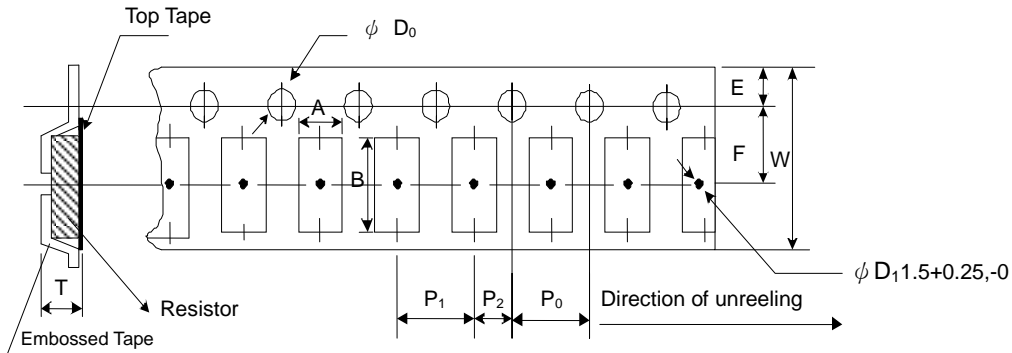 Top Tape
ϕ D₀
E
A
F
W
B
ϕ D₁ 1.5+0.25,-0
T
P₁
P₂
P₀
Direction of unreeling
Resistor
Embossed Tape